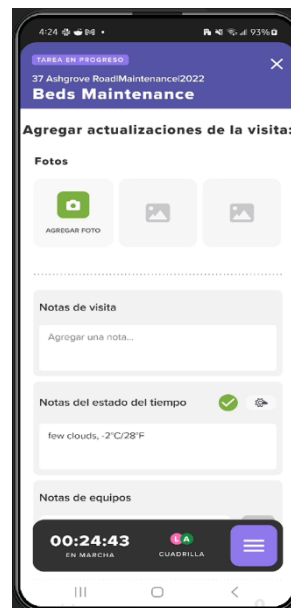 4:24
93%
TAREA EN PROGRESO
37 Ashgrove Road|Maintenance|2022
Beds Maintenance
Agregar actualizaciones de la visita:
Fotos
AGREGAR FOTO
Notas de visita
Agregar una nota...
Notas del estado del tiempo
few clouds, -2°C/28°F
Notas de equipos
00:24:43
EN MARCHA
L A
CUADRILLA